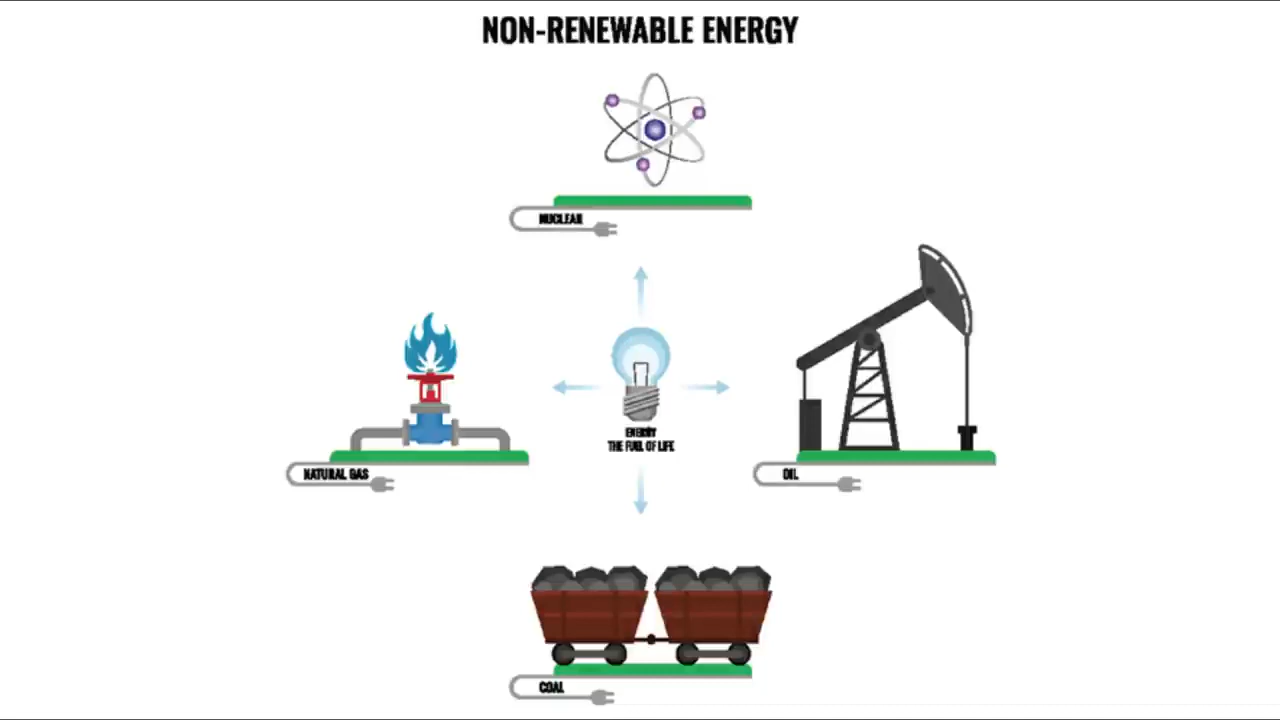 NON-RENEWABLE ENERGY
NUCLEAR
ENERGY
THE FUEL OF LIFE
NATURAL GAS
OIL
COAL